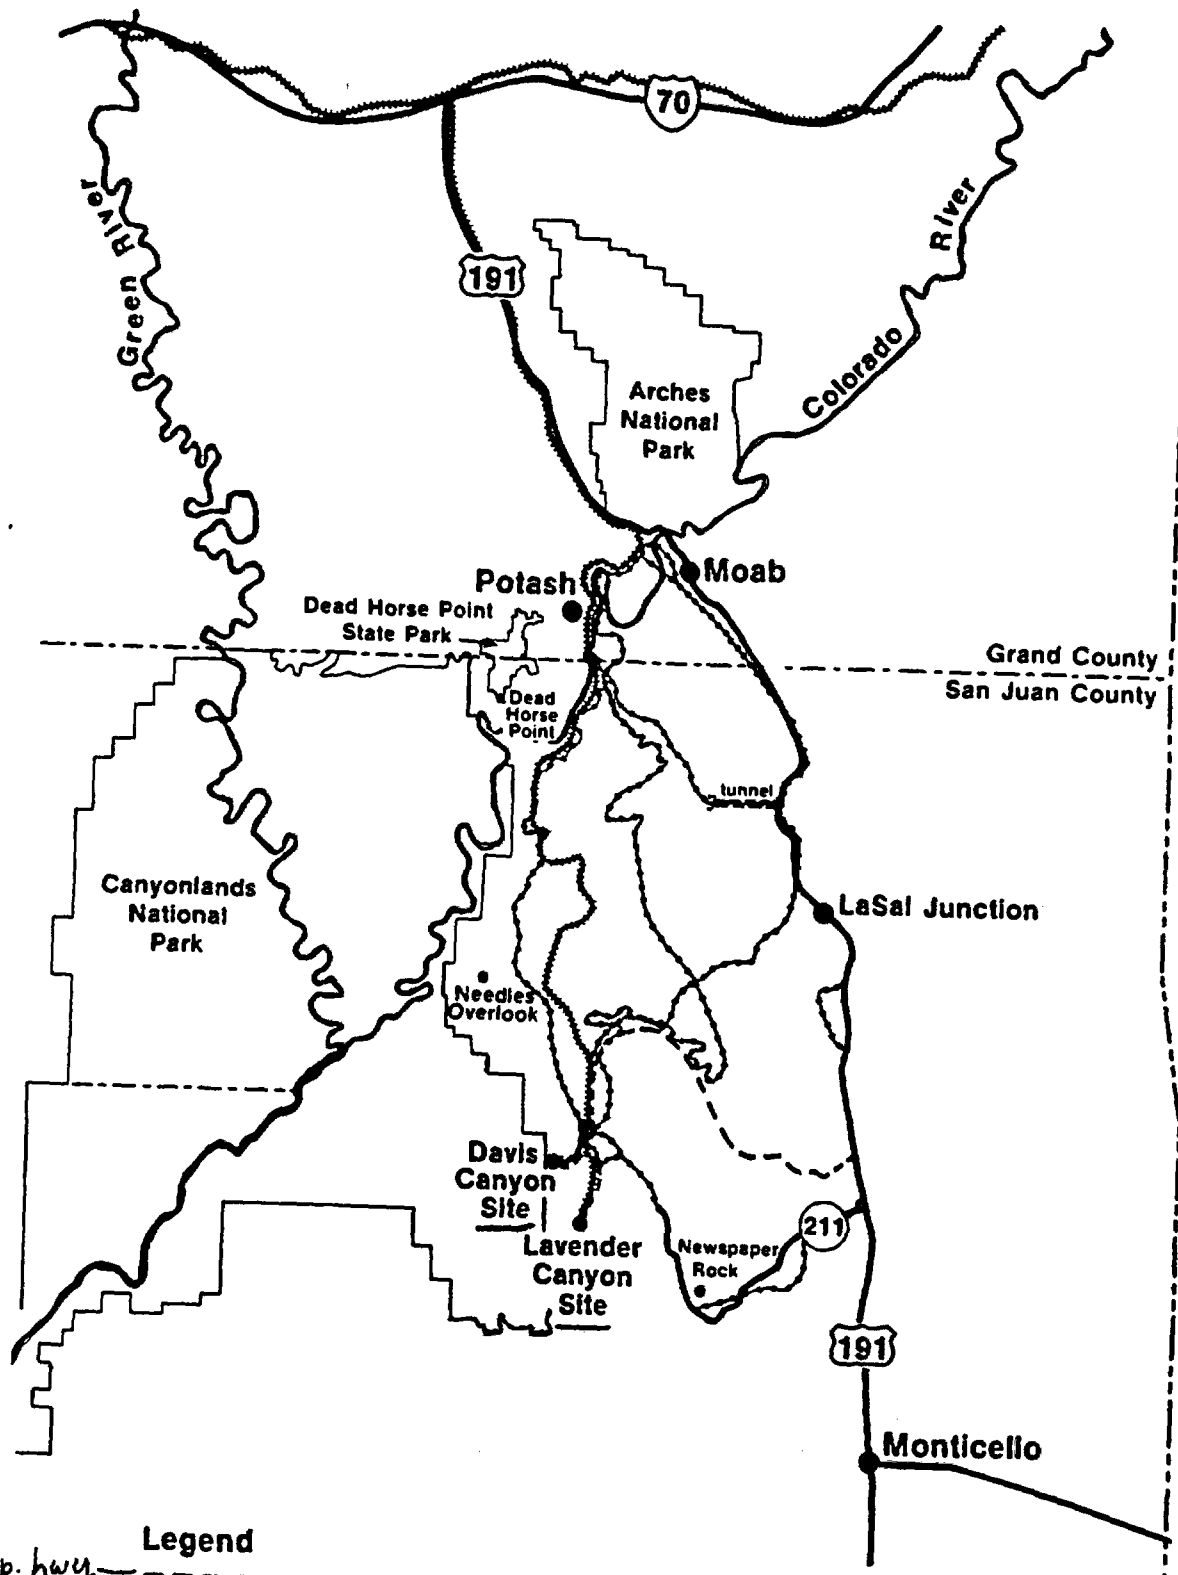 70
Green River
191
Colorado River
Arches
National
Park
Potash
Moab
Dead Horse Point
State Park
Grand County
San Juan County
Dead
Horse
Point
tunnel
Canyonlands
National
Park
LaSal Junction
Needles
Overlook
Davis
Canyon
Site
Lavender
Canyon
Site
Newspaper
Rock
211
191
Monticello
Legend
p. hwy